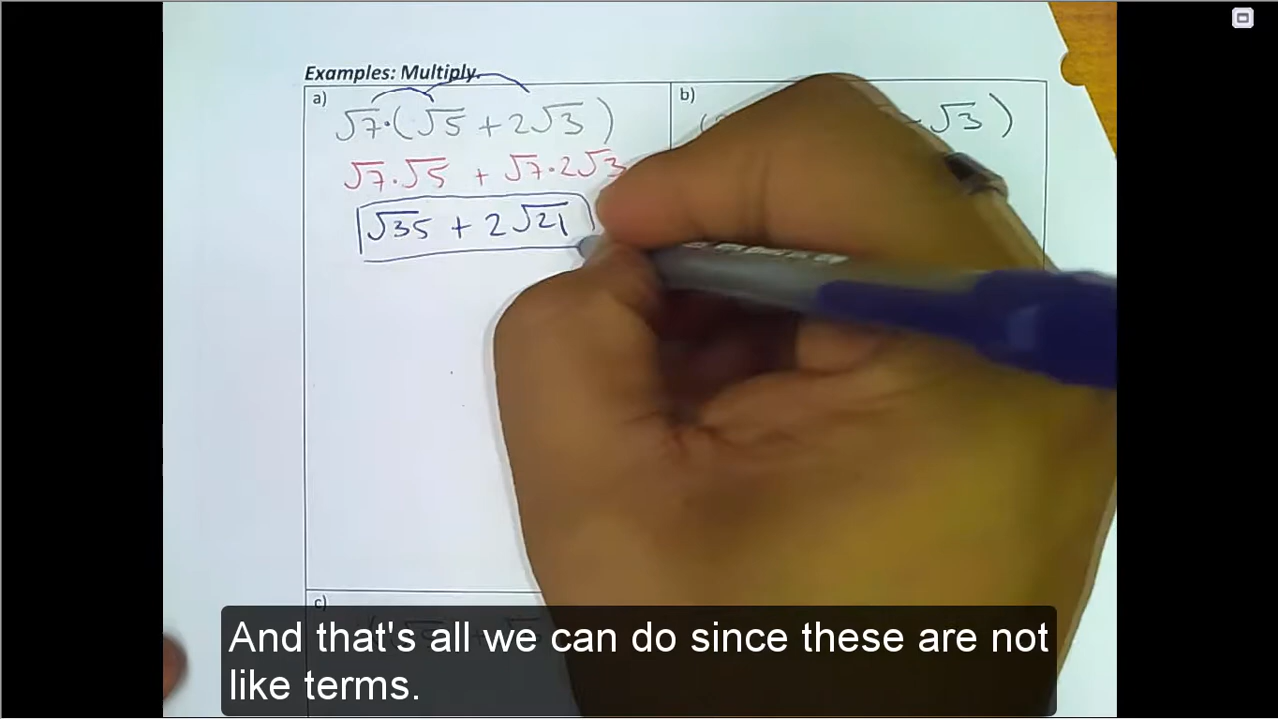 Examples: Multiply.
a)
√7·(√5 + 2√3)
√7·√5 + √7·2√3
√35 + 2√21
b)
( - √3)
c)
And that's all we can do since these are not
like terms.